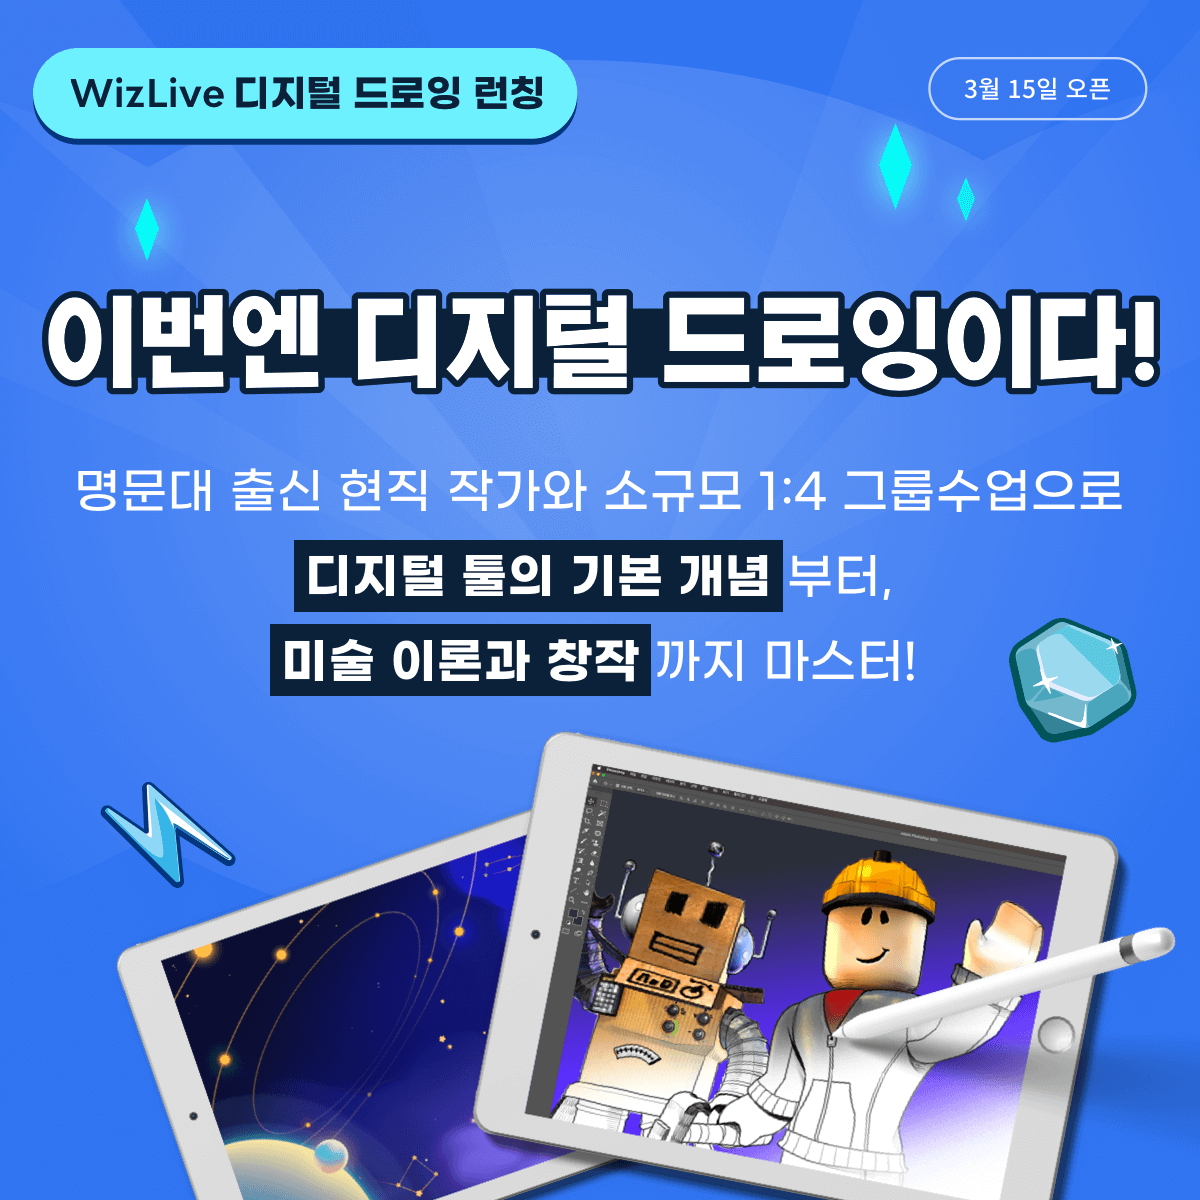 WizLive 디지털 드로잉 런칭
3월 15일 오픈
이번엔 디지털 드로잉이다!
명문대 출신 현직 작가와 소규모 1:4 그룹수업으로
디지털 툴의 기본 개념 부터,
미술 이론과 창작 까지 마스터!